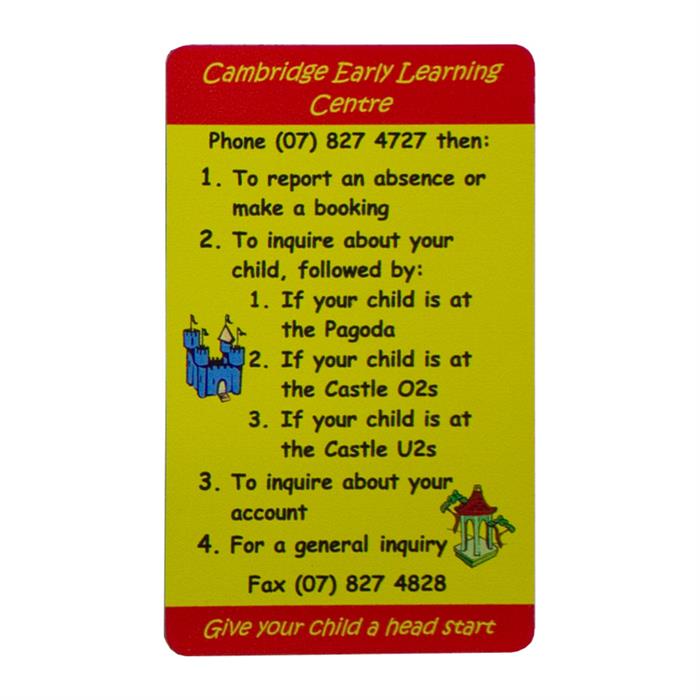 Cambridge Early Learning
Centre
Phone (07) 827 4727 then:
1. To report an absence or
make a booking
2. To inquire about your
child, followed by:
1. If your child is at
the Pagoda
2. If your child is at
the Castle O2s
3. If your child is at
the Castle U2s
3. To inquire about your
account
4. For a general inquiry
Fax (07) 827 4828
Give your child a head start